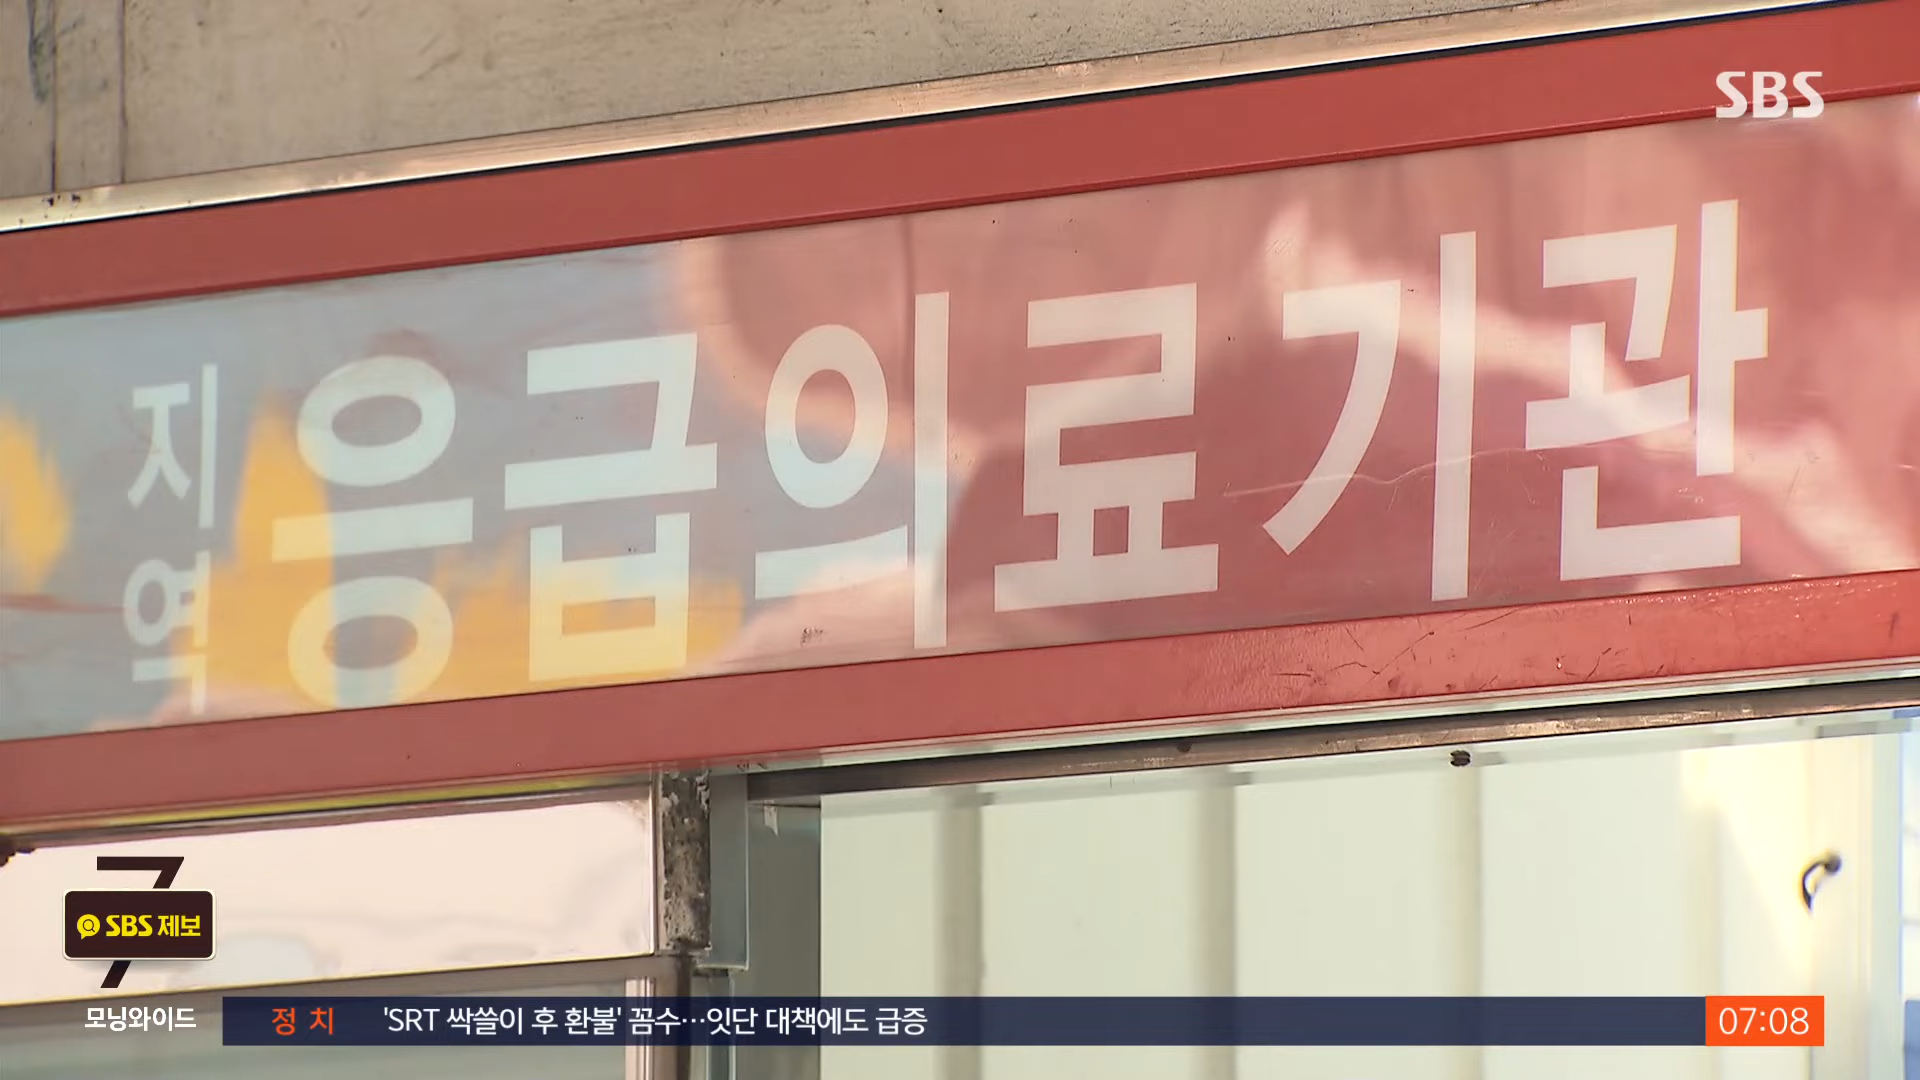 SBS
지역 응급의료기관
7
SBS 제보
모닝와이드
정 치 'SRT 싹쓸이 후 환불' 꼼수…잇단 대책에도 급증 07:08